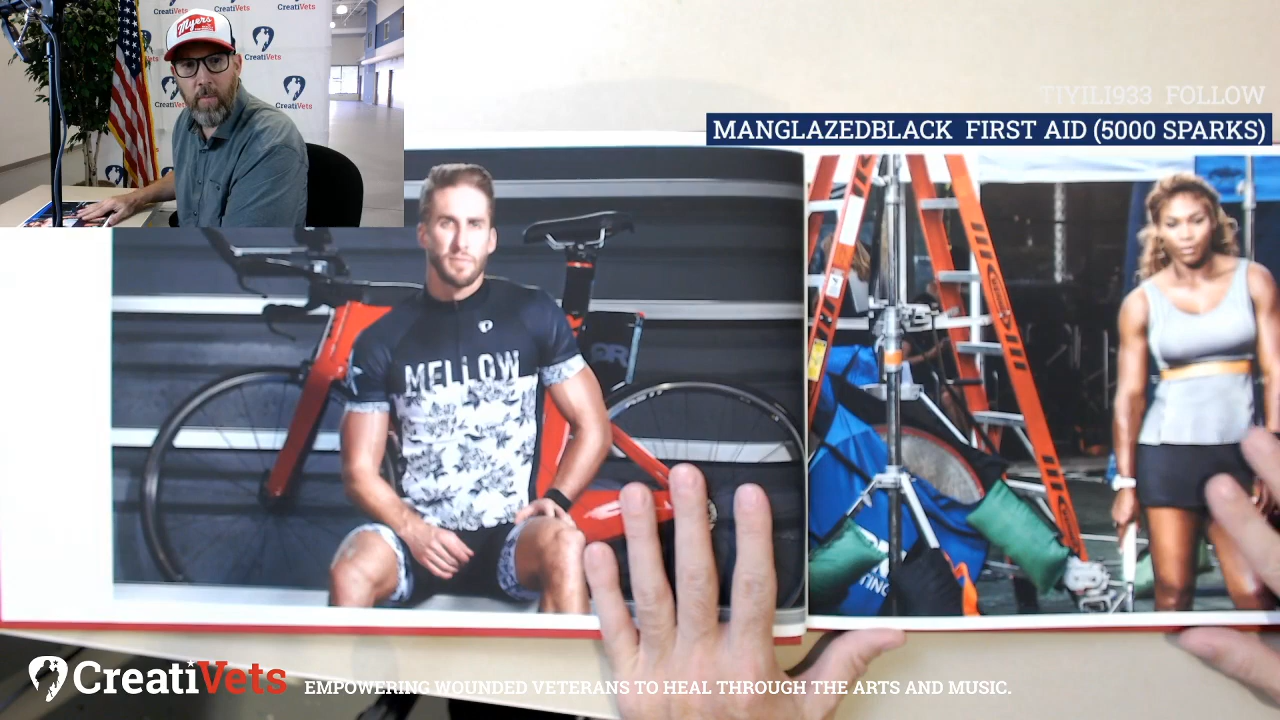 CreatiVets
Myers
CreatiVets
CreatiVets
TIYILI933 FOLLOW
MANGLAZEDBLACK FIRST AID (5000 SPARKS)
MELLOW
CreatiVets
EMPOWERING WOUNDED VETERANS TO HEAL THROUGH THE ARTS AND MUSIC.